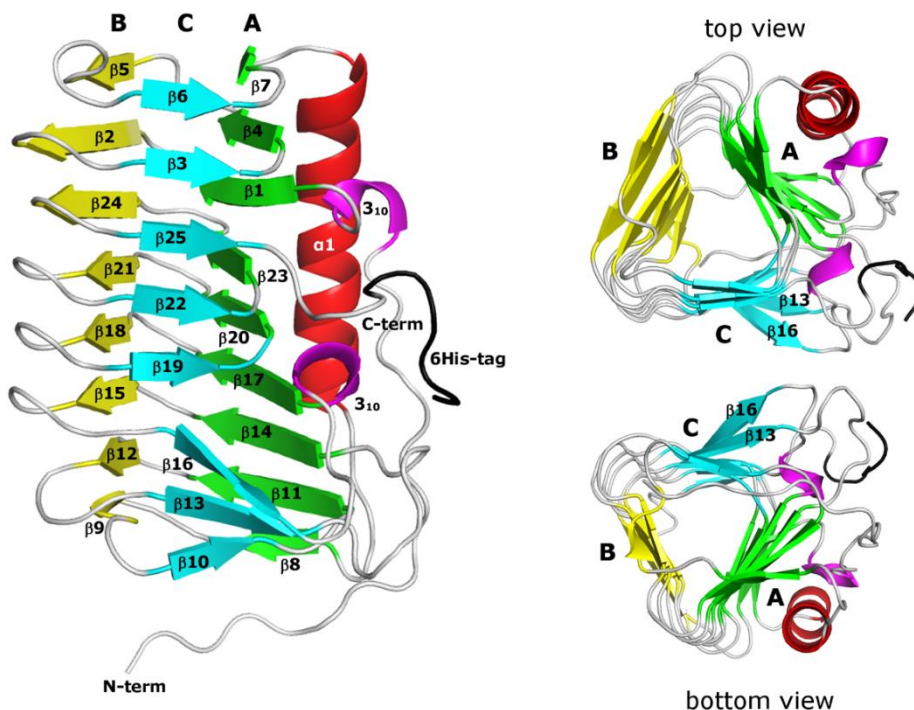 B C A
β5
β7
β6
β4
β2
β3
β1
3₁₀
β24
α1
β25
β23
β21
β22
C-term
β18
β20
6His-tag
β19
β17
β15
3₁₀
β14
β12
β16
β11
β13
β9
β10
β8
N-term
top view
B
A
β13
C
β16
β16
C
β13
B
A
bottom view